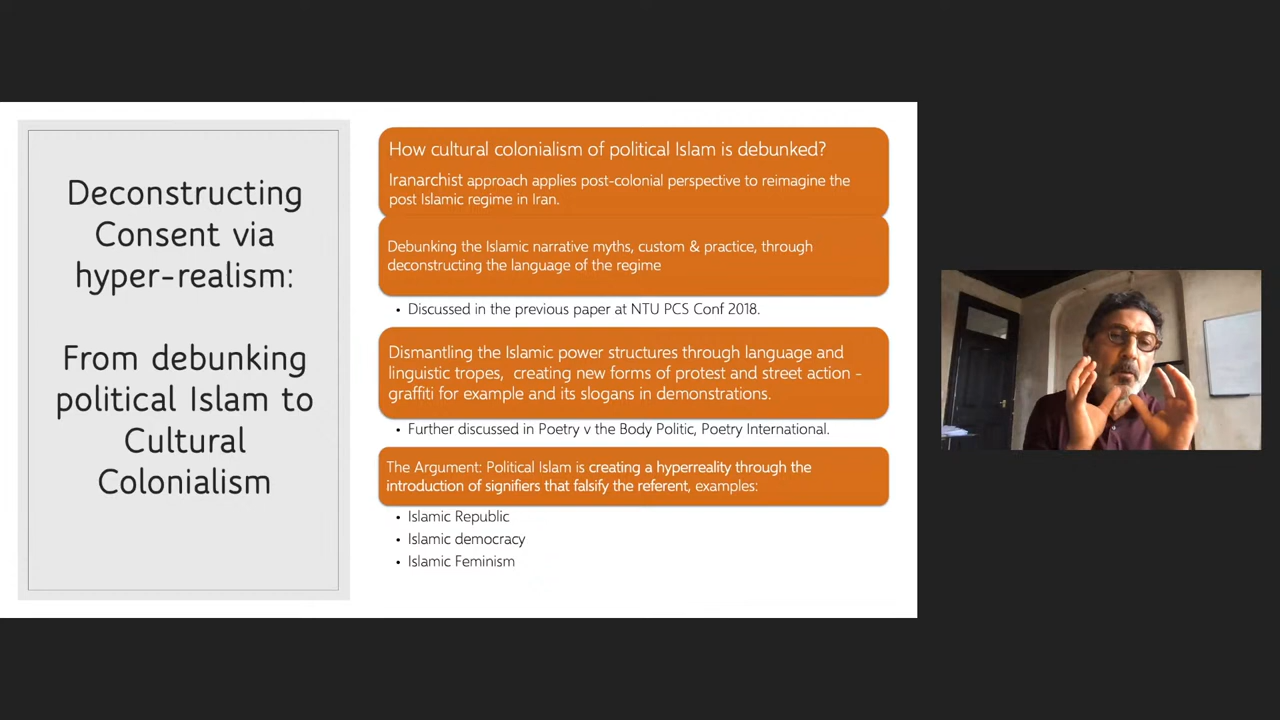 Deconstructing
Consent via
hyper-realism:
From debunking
political Islam to
Cultural
Colonialism
How cultural colonialism of political Islam is debunked?
Iranarchist approach applies post-colonial perspective to reimagine the
post Islamic regime in Iran.
Debunking the Islamic narrative myths, custom & practice, through
deconstructing the language of the regime
• Discussed in the previous paper at NTU PCS Conf 2018.
Dismantling the Islamic power structures through language and
linguistic tropes, creating new forms of protest and street action -
graffiti for example and its slogans in demonstrations.
• Further discussed in Poetry v the Body Politic, Poetry International.
The Argument: Political Islam is creating a hyperreality through the
introduction of signifiers that falsify the referent, examples:
• Islamic Republic
• Islamic democracy
• Islamic Feminism